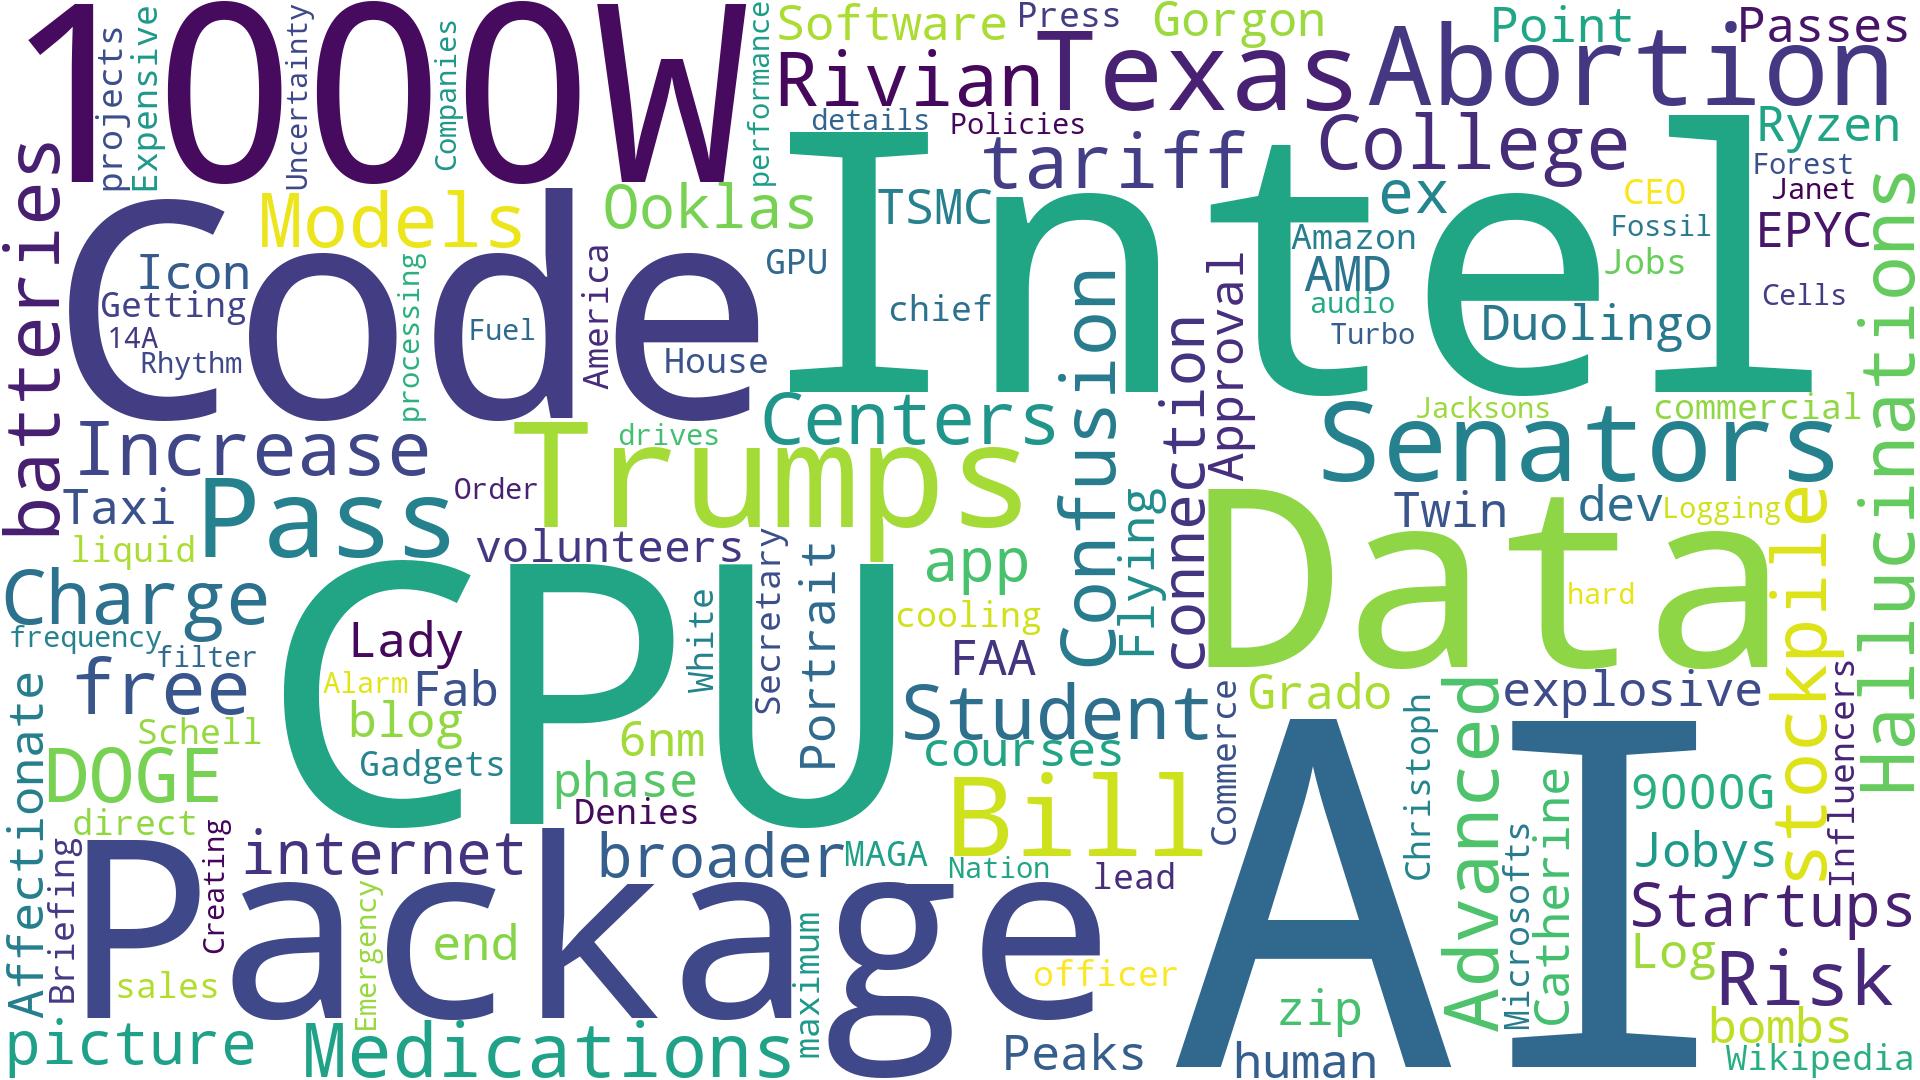 1000W
projects
Expensive
Uncertainty
Companies
performance
Software
Press
Gorgon
Point
Passes
Rivian
Texas
Abortion
details
Policies
tariff
College
Ryzen
Forest
batteries
Code
Models
Ooklas
Intel
TSMC
ex
CEO
Janet
EPYC
Fossil
Amazon
Icon
Getting
14A
Rhythm
processing
Fuel
America
House
GPU
chief
AMD
audio
Turbo
Jobs
Duolingo
Cells
Hallucinations
Confusion
connection
Approval
Increase
Trumps
drives
Centers
Jacksons
commercial
Senators
Order
Taxi
Pass
liquid
volunteers
Secretary
Portrait
app
Flying
Data
Twin
dev
Logging
stockpile
hard
Charge
frequency
filter
free
CPU
Lady
Alarm
Fab
blog
Gadgets
White
cooling
FAA
6nm
phase
Denies
Student
courses
Grado
explosive
Schell
DOGE
direct
Affectionate
Briefing
Creating
internet
broader
MAGA
Bill
Nation
lead
Commerce
Christoph
Advanced
Microsofts
Catherine
9000G
Influencers
Jobys
Startups
Package
AI
Emergency
end
sales
maximum
officer
Log
Risk
picture
Medications
Peaks
zip
human
bombs
Wikipedia